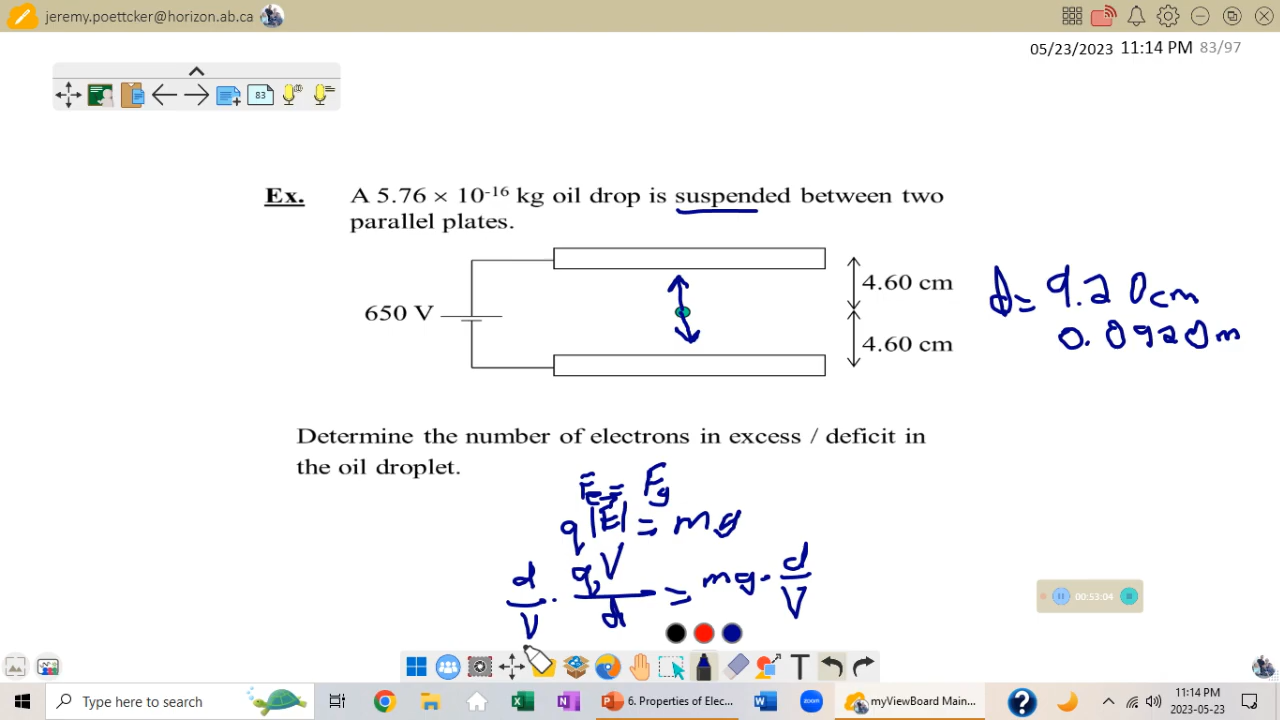 jeremy.poettcker@horizon.ab.ca
05/23/2023 11:14 PM 83/97
83
Ex. A 5.76 × 10⁻¹⁶ kg oil drop is suspended between two
parallel plates.
4.60 cm
650 V
4.60 cm
d= 9.20cm
0.0920m
Determine the number of electrons in excess / deficit in
the oil droplet.
Fe = Fg
q|E| = mg
d/V · qV/d = mg · d/V
00:53:04
Type here to search
6. Properties of Elec...
myViewBoard Main...
11:14 PM
2023-05-23